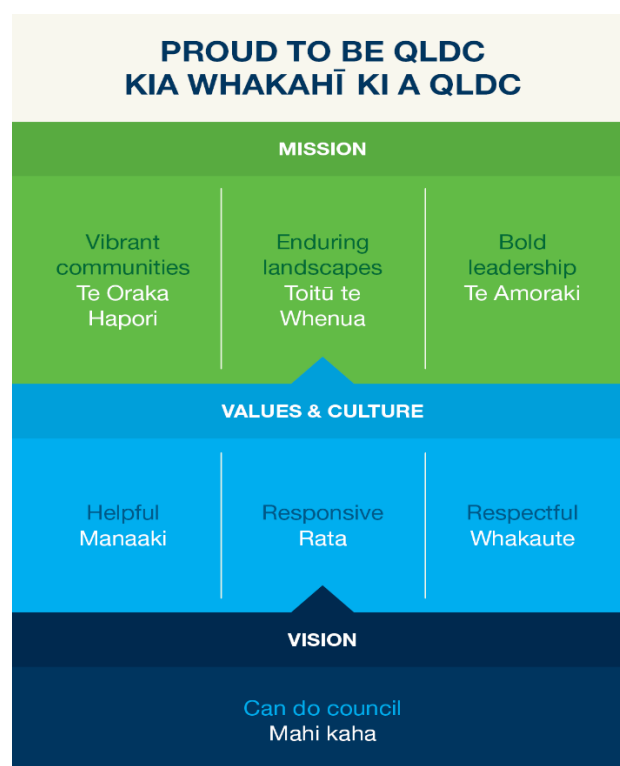 PROUD TO BE QLDC
KIA WHAKAHĪ KI A QLDC
MISSION
Vibrant
communities
Te Oraka
Hapori
Enduring
landscapes
Toitū te
Whenua
Bold
leadership
Te Amoraki
VALUES & CULTURE
Helpful
Manaaki
Responsive
Rata
Respectful
Whakaute
VISION
Can do council
Mahi kaha